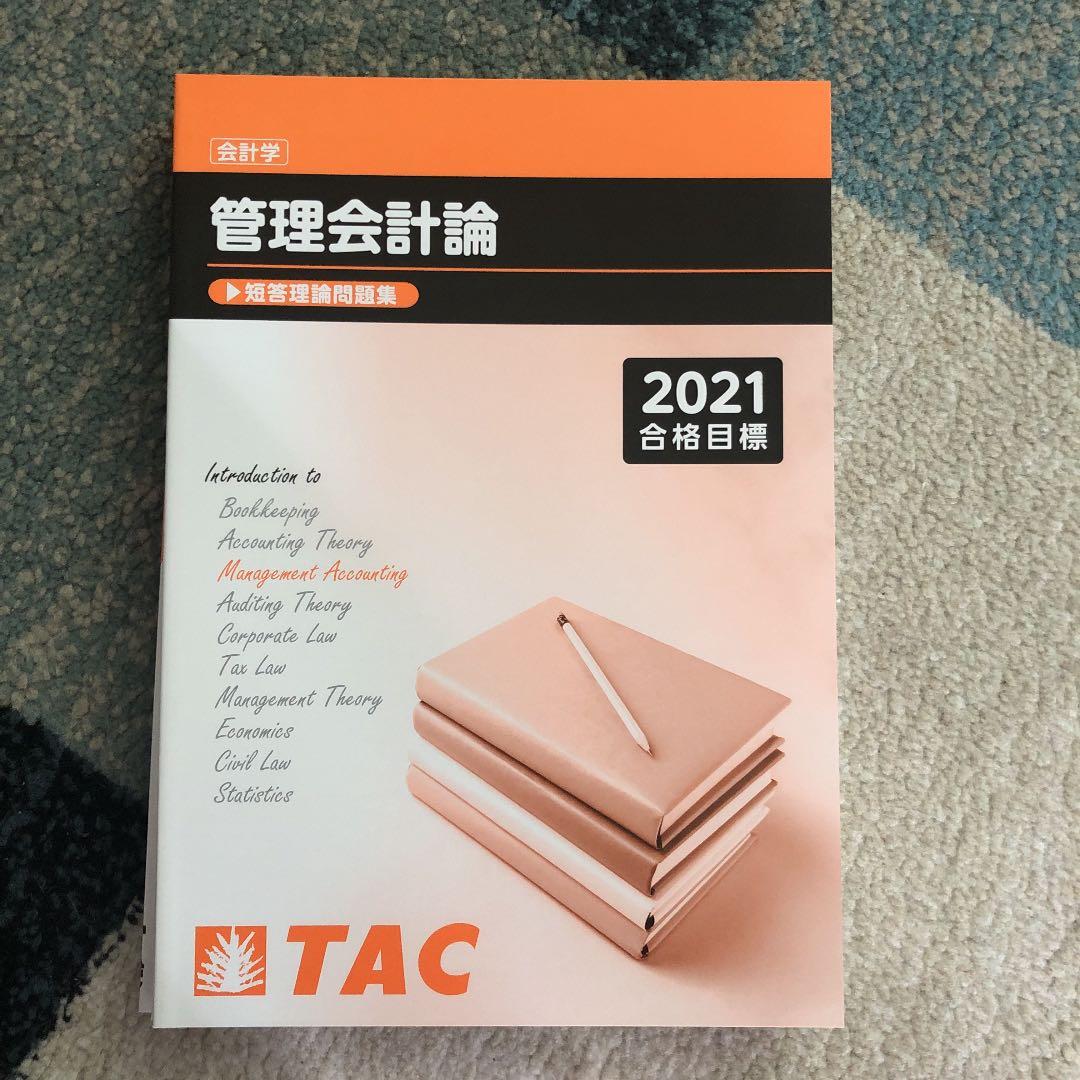 会計学
管理会計論
▶短答理論問題集
2021
合格目標
Introduction to
Bookkeeping
Accounting Theory
Management Accounting
Auditing Theory
Corporate Law
Tax Law
Management Theory
Economics
Civil Law
Statistics
TAC